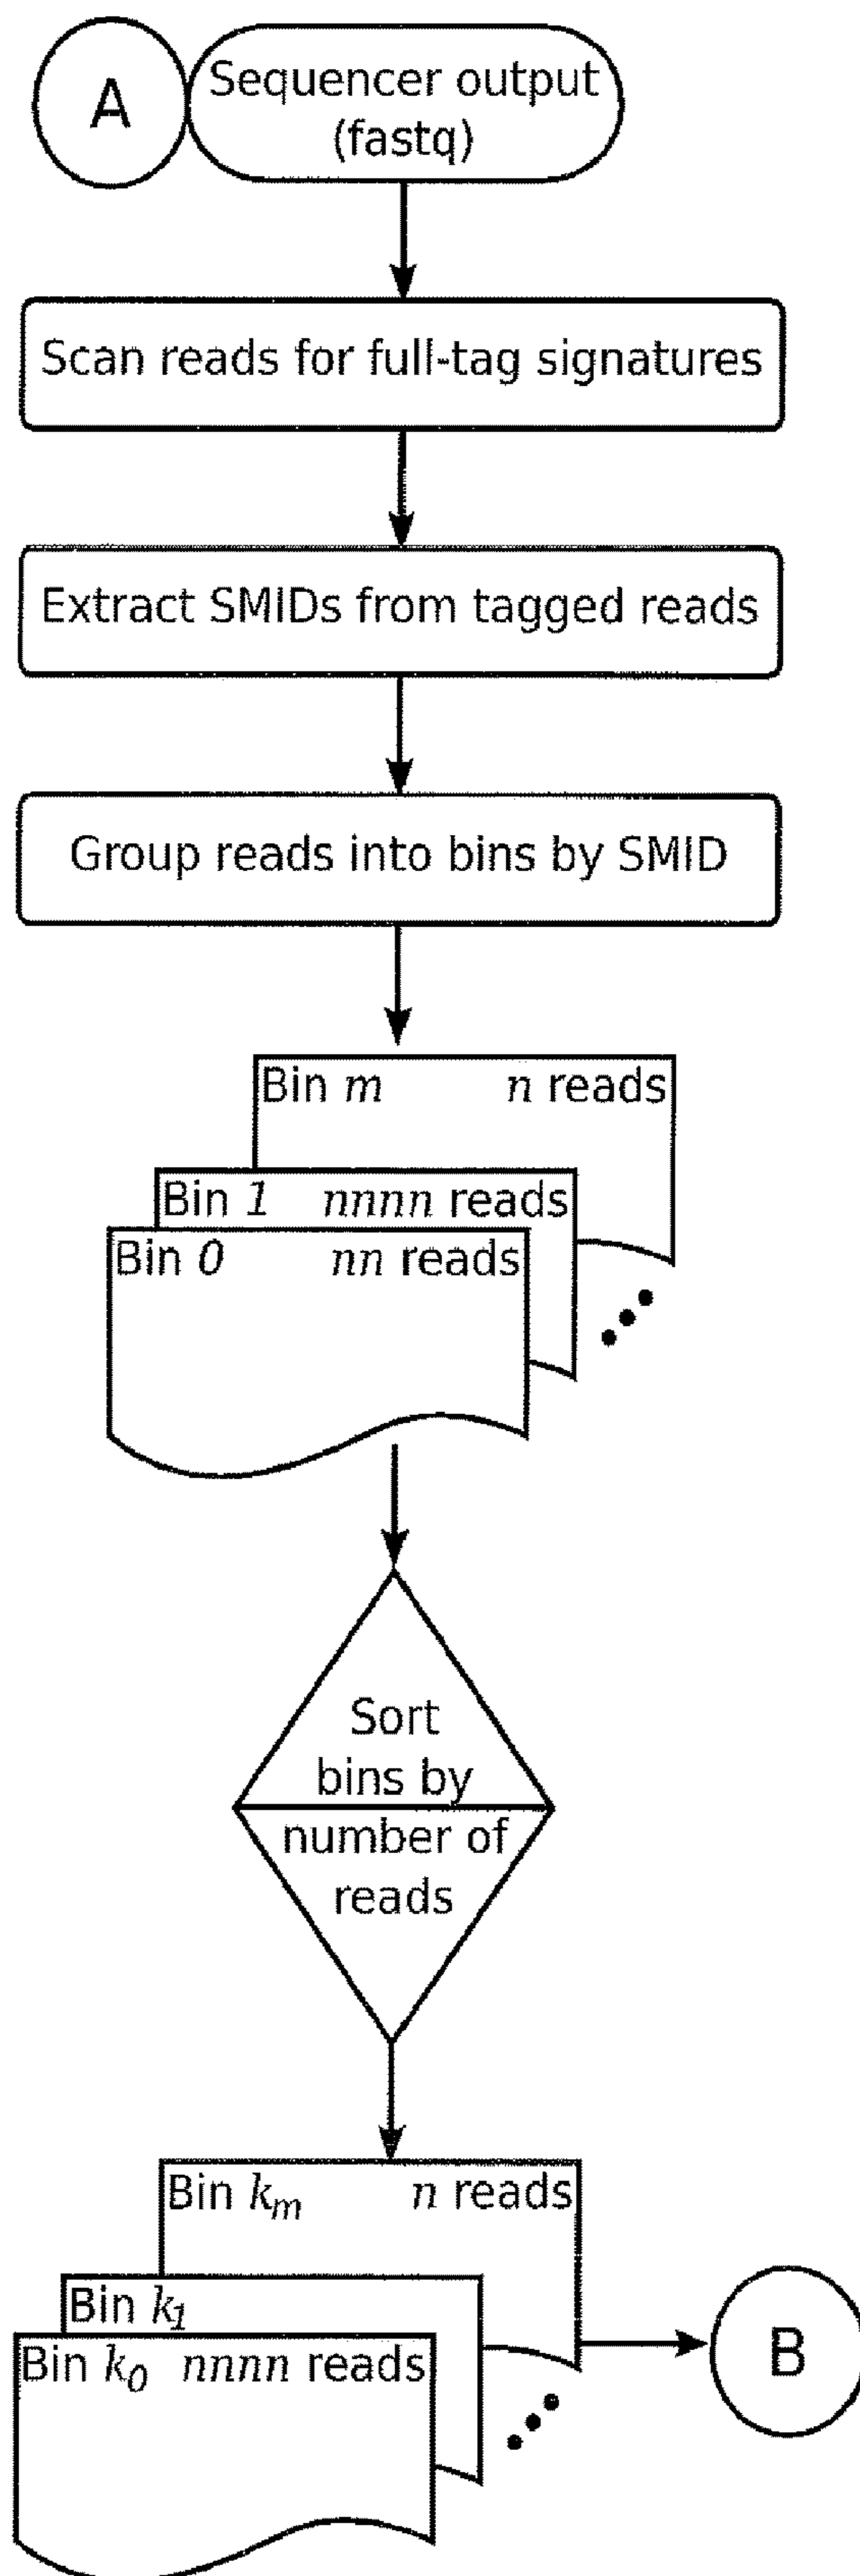 A
Sequencer output
(fastq)
Scan reads for full-tag signatures
Extract SMIDs from tagged reads
Group reads into bins by SMID
Bin m n reads
Bin 1 nnnn reads
Bin 0 nn reads
Sort
bins by
number of
reads
Bin kₘ n reads
Bin k₁
Bin k₀ nnnn reads
B